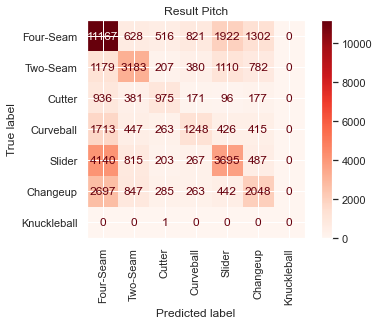 Result Pitch
Four-Seam 11167 628 516 821 1922 1302 0
Two-Seam 1179 3183 207 380 1110 782 0
Cutter 936 381 975 171 96 177 0
Curveball 1713 447 263 1248 426 415 0
Slider 4140 815 203 267 3695 487 0
Changeup 2697 847 285 263 442 2048 0
Knuckleball 0 0 1 0 0 0 0
True label
Four-Seam Two-Seam Cutter Curveball Slider Changeup Knuckleball
Predicted label
10000
8000
6000
4000
2000
0